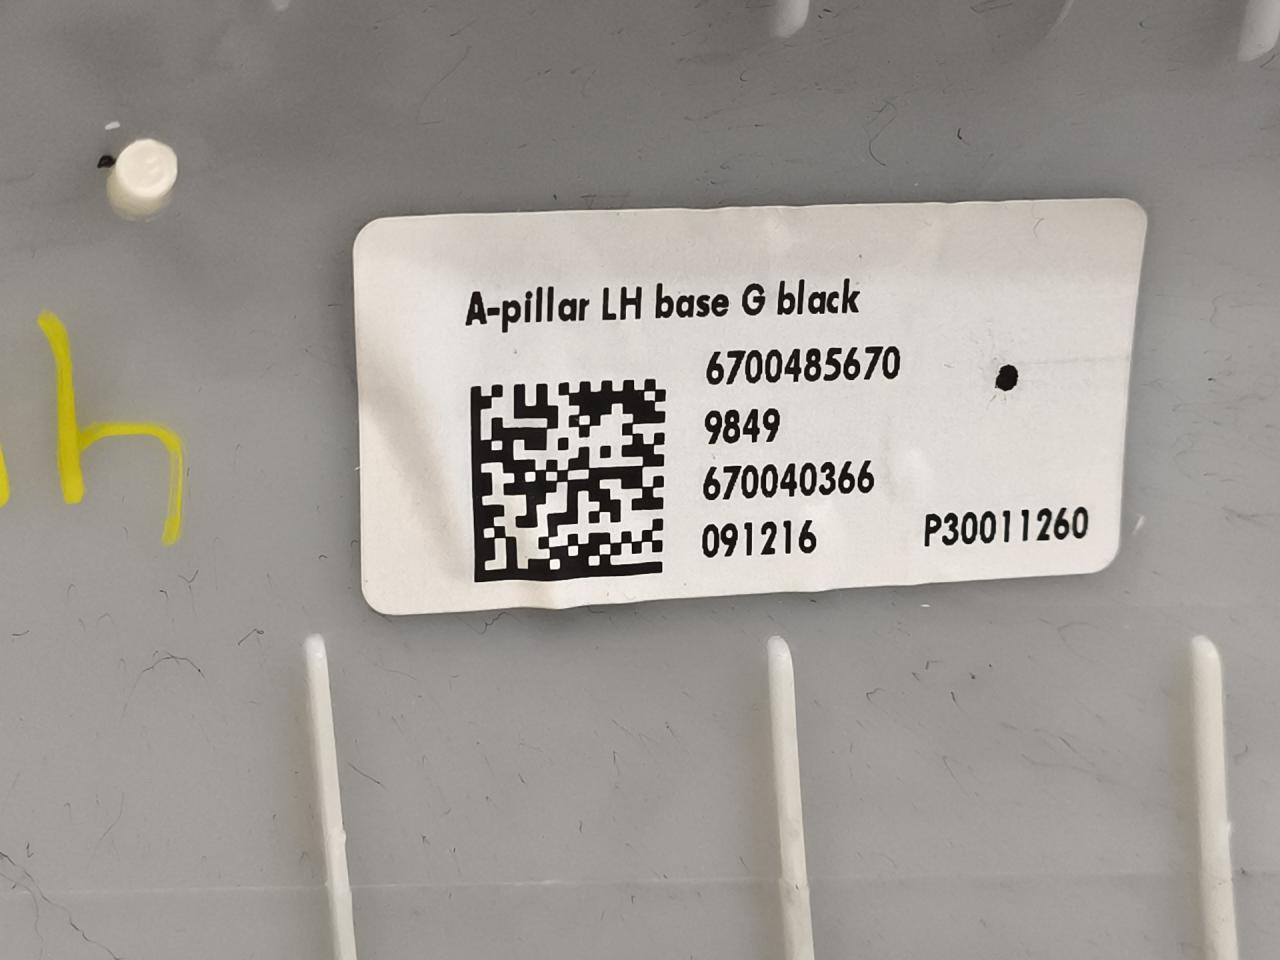 A-pillar LH base G black
6700485670
9849
670040366
091216 P30011260